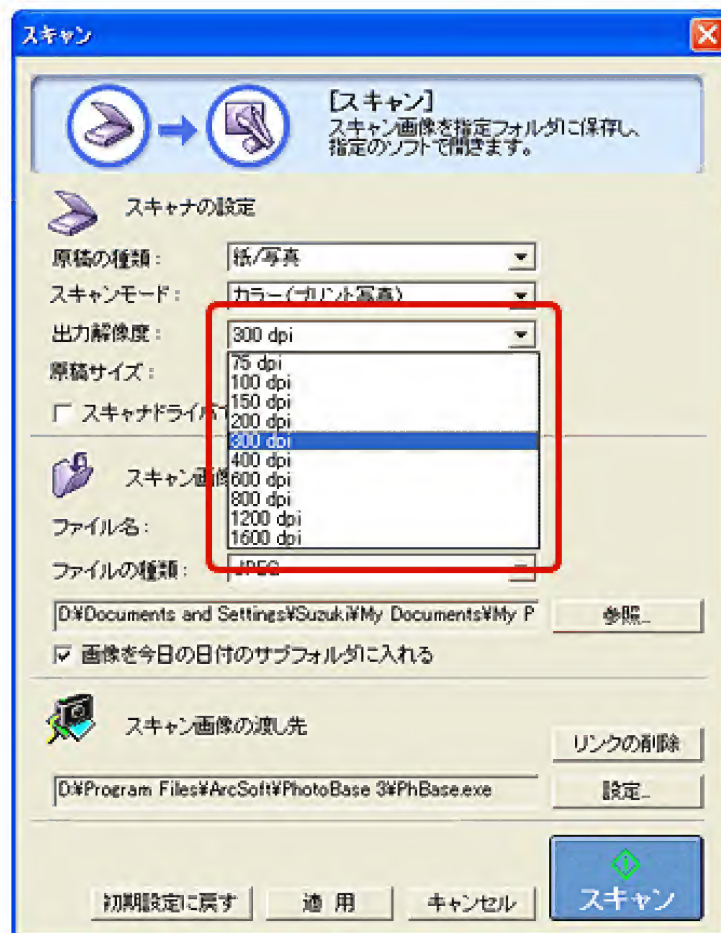 スキャン
[スキャン]
スキャン画像を指定フォルダに保存し、
指定のソフトで開きます。
スキャナの設定
原稿の種類：
紙/写真
スキャンモード：
カラー(プリント写真)
出力解像度：
300 dpi
75 dpi
100 dpi
150 dpi
200 dpi
300 dpi
400 dpi
600 dpi
800 dpi
1200 dpi
1600 dpi
原稿サイズ：
スキャナドライバで
スキャン画像
ファイル名：
ファイルの種類：
JPEG
D:¥Documents and Settings¥Suzuki¥My Documents¥My P
参照...
画像を今日の日付のサブフォルダに入れる
スキャン画像の渡し先
リンクの削除
D:¥Program Files¥ArcSoft¥PhotoBase 3¥PhBase.exe
設定...
初期設定に戻す
適 用
キャンセル
スキャン